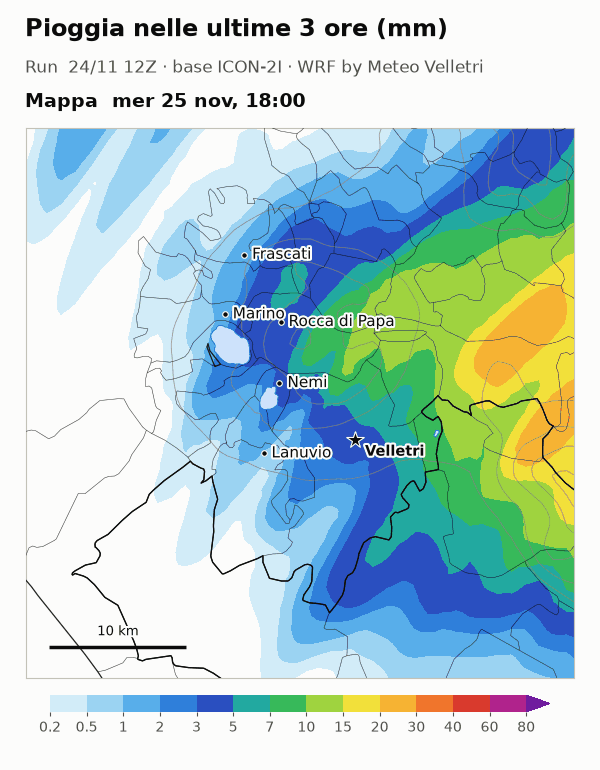 Pioggia nelle ultime 3 ore (mm)
Run  24/11 12Z · base ICON-2I · WRF by Meteo Velletri
Mappa  mer 25 nov, 18:00
Frascati
Marino
Rocca di Papa
Nemi
Velletri
Lanuvio
10 km
0.2 0.5 1 2 3 5 7 10 15 20 30 40 60 80